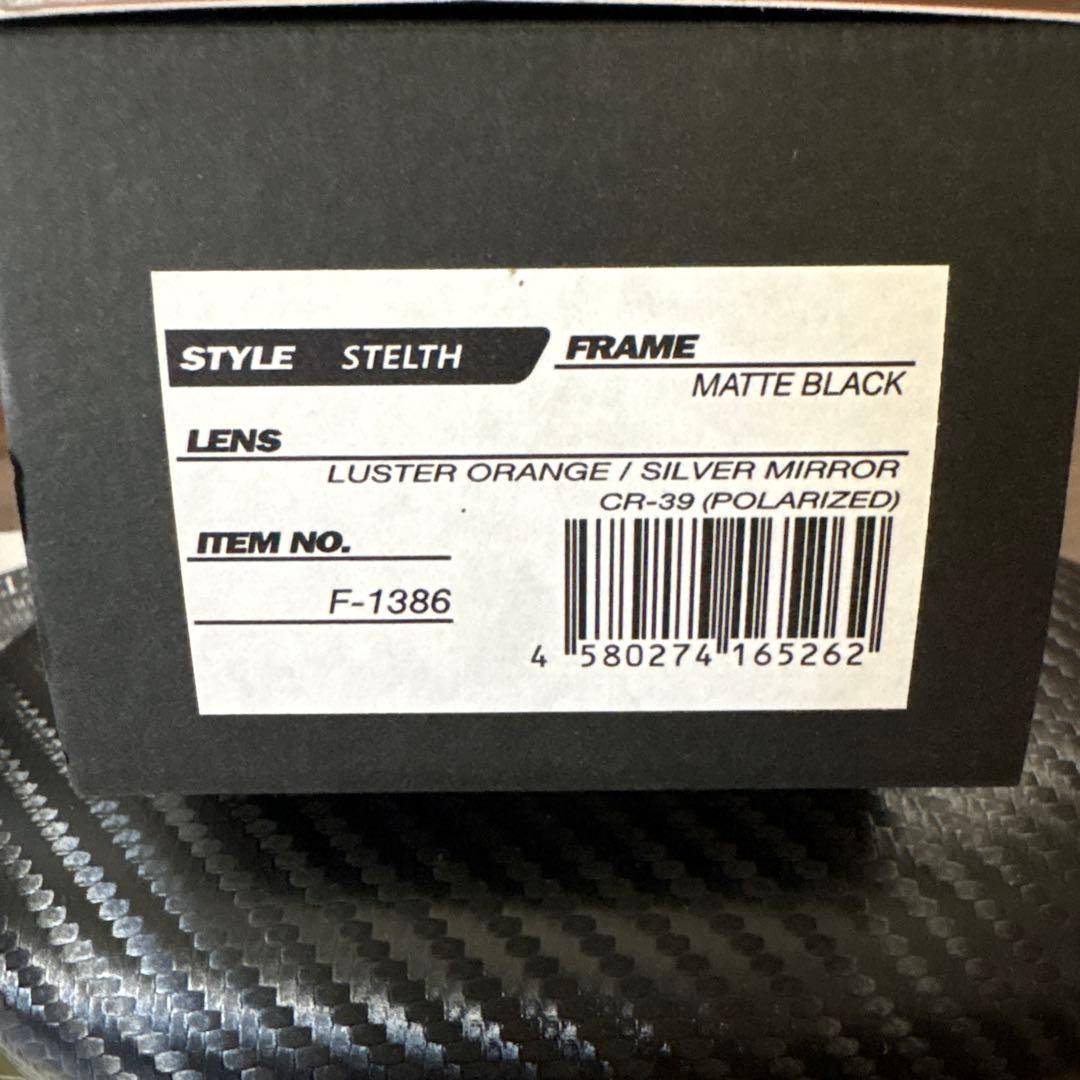 STYLE STELTH
FRAME
MATTE BLACK
LENS
LUSTER ORANGE / SILVER MIRROR
CR-39 (POLARIZED)
ITEM NO.
F-1386
4 580274 165262